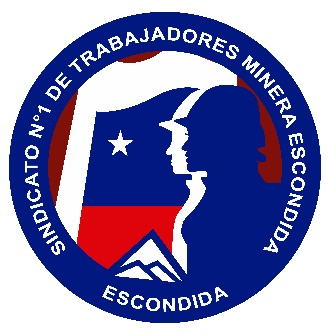 SINDICATO N°1 DE TRABAJADORES MINERA ESCONDIDA
ESCONDIDA